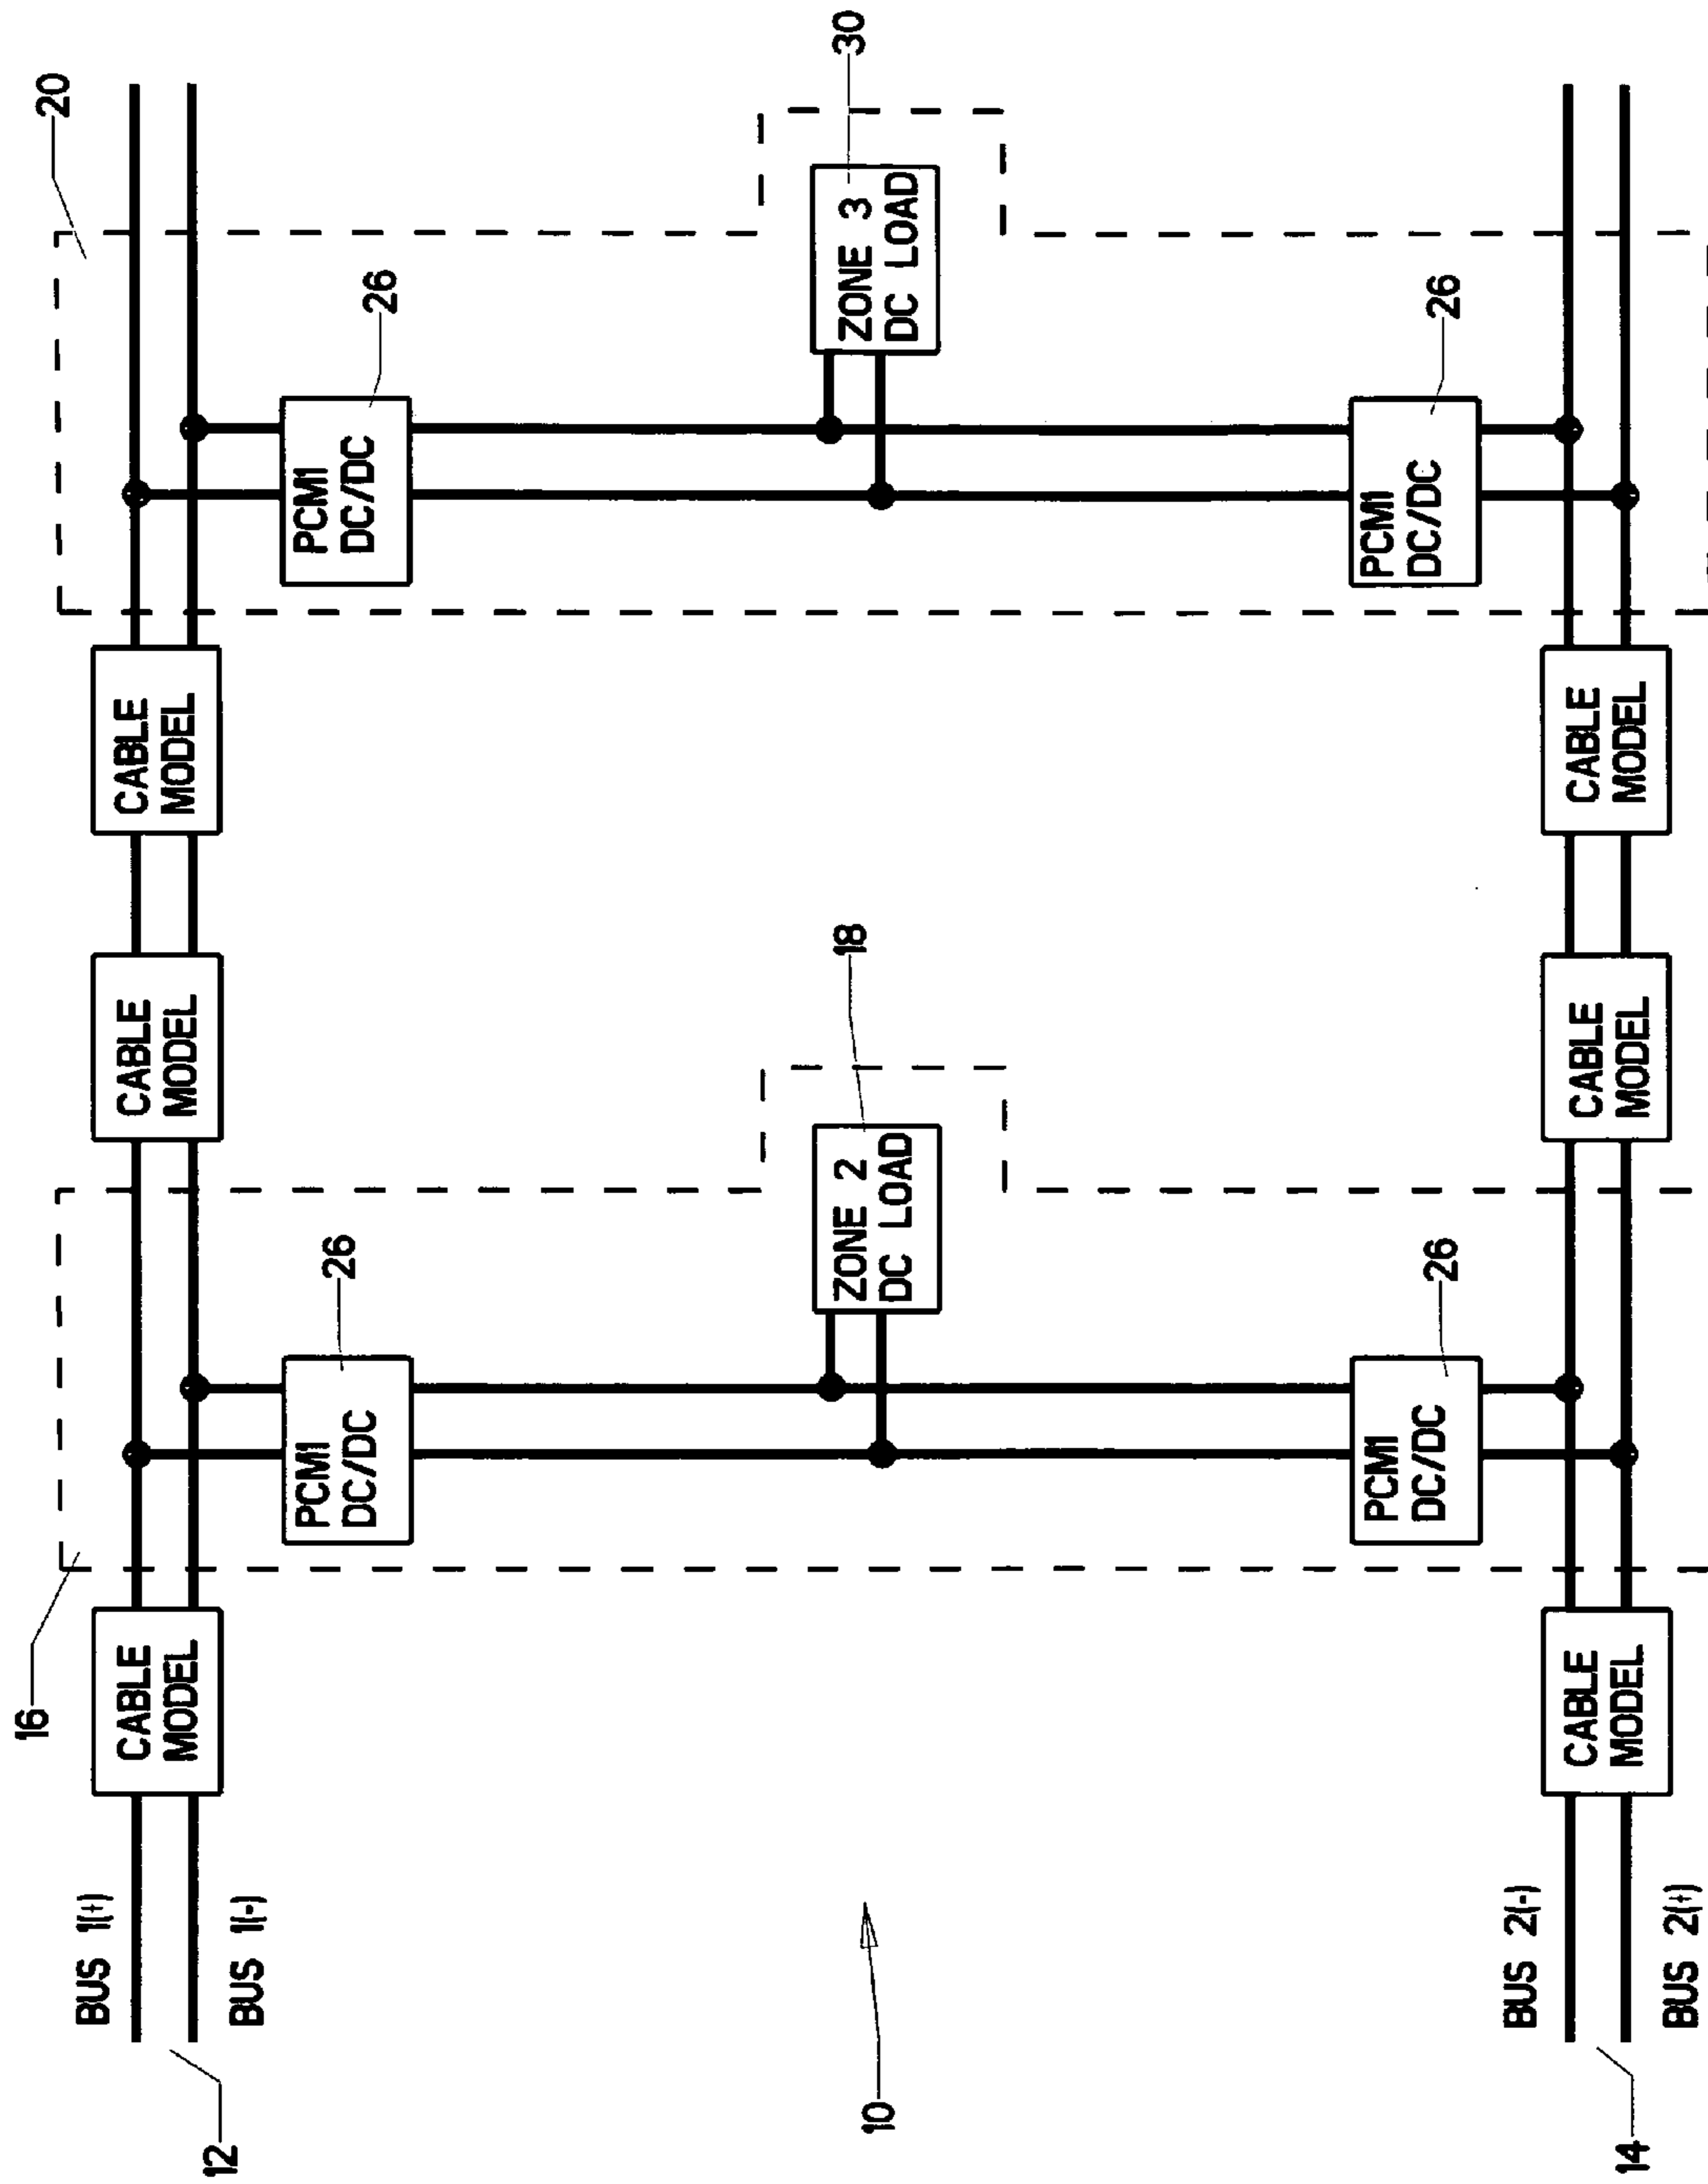 16
20
BUS 1(+)
CABLE
MODEL
CABLE
MODEL
CABLE
MODEL
12
BUS 1(-)
PCM1
DC/DC
26
PCM1
DC/DC
26
10
ZONE 2
DC LOAD
18
ZONE 3
DC LOAD
30
PCM1
DC/DC
26
PCM1
DC/DC
26
BUS 2(-)
CABLE
MODEL
CABLE
MODEL
CABLE
MODEL
14
BUS 2(+)